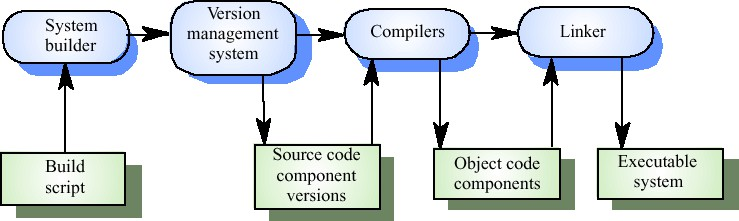 System
builder
Version
management
system
Compilers
Linker
Build
script
Source code
component
versions
Object code
components
Executable
system